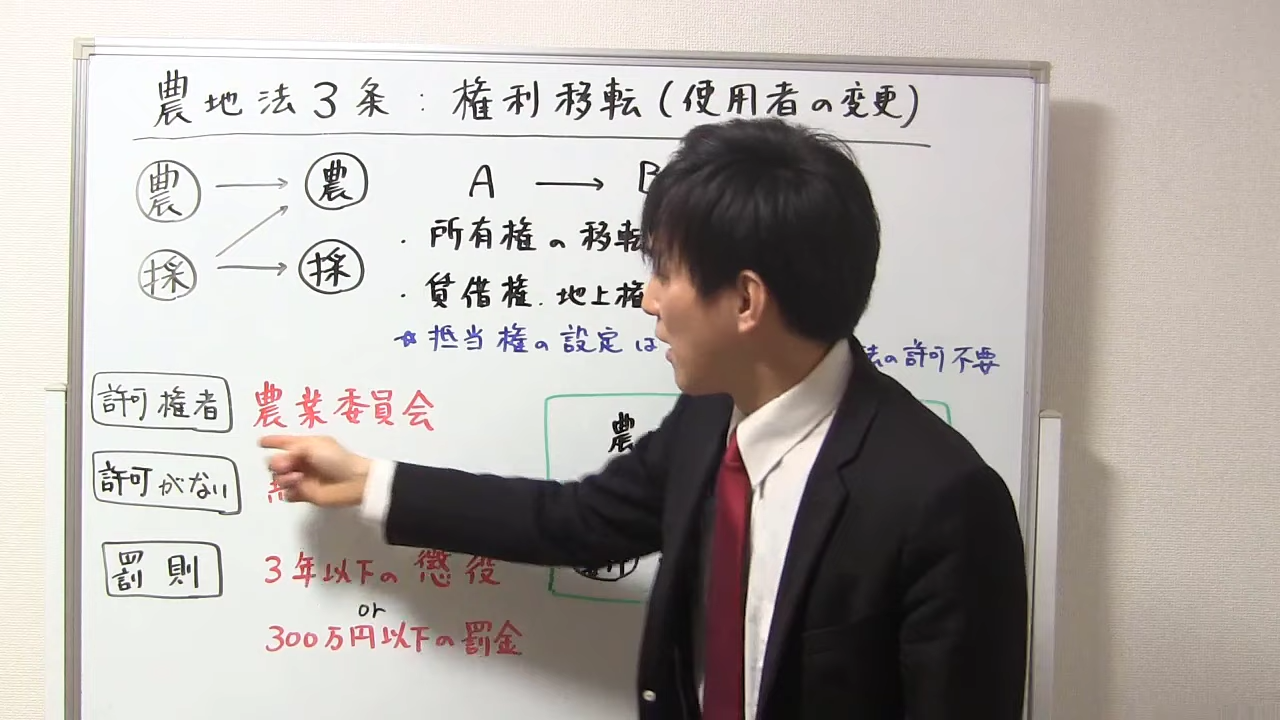 農地法3条:権利移転(使用者の変更)
農 → 農
採 → 採
A → B
・所有権の移転
・賃借権、地上権
☆抵当権の設定は
法の許可不要
許可権者 農業委員会
農
許可がない
罰則 3年以下の懲役
or
300万円以下の罰金